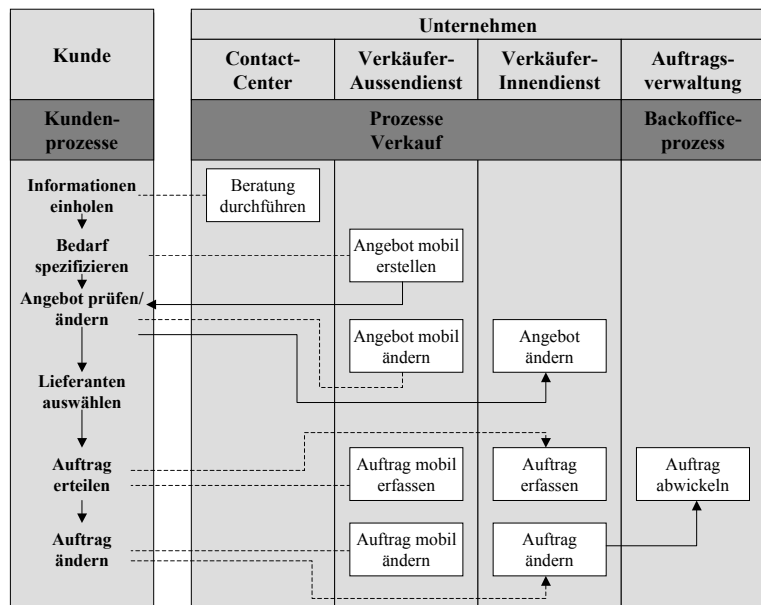 Unternehmen
Kunde
Contact-
Center
Verkäufer-
Aussendienst
Verkäufer-
Innendienst
Auftrags-
verwaltung
Kunden-
prozesse
Prozesse
Verkauf
Backoffice-
prozess
Informationen
einholen
Beratung
durchführen
Bedarf
spezifizieren
Angebot mobil
erstellen
Angebot prüfen/
ändern
Angebot mobil
ändern
Angebot
ändern
Lieferanten
auswählen
Auftrag
erteilen
Auftrag mobil
erfassen
Auftrag
erfassen
Auftrag
abwickeln
Auftrag
ändern
Auftrag mobil
ändern
Auftrag
ändern